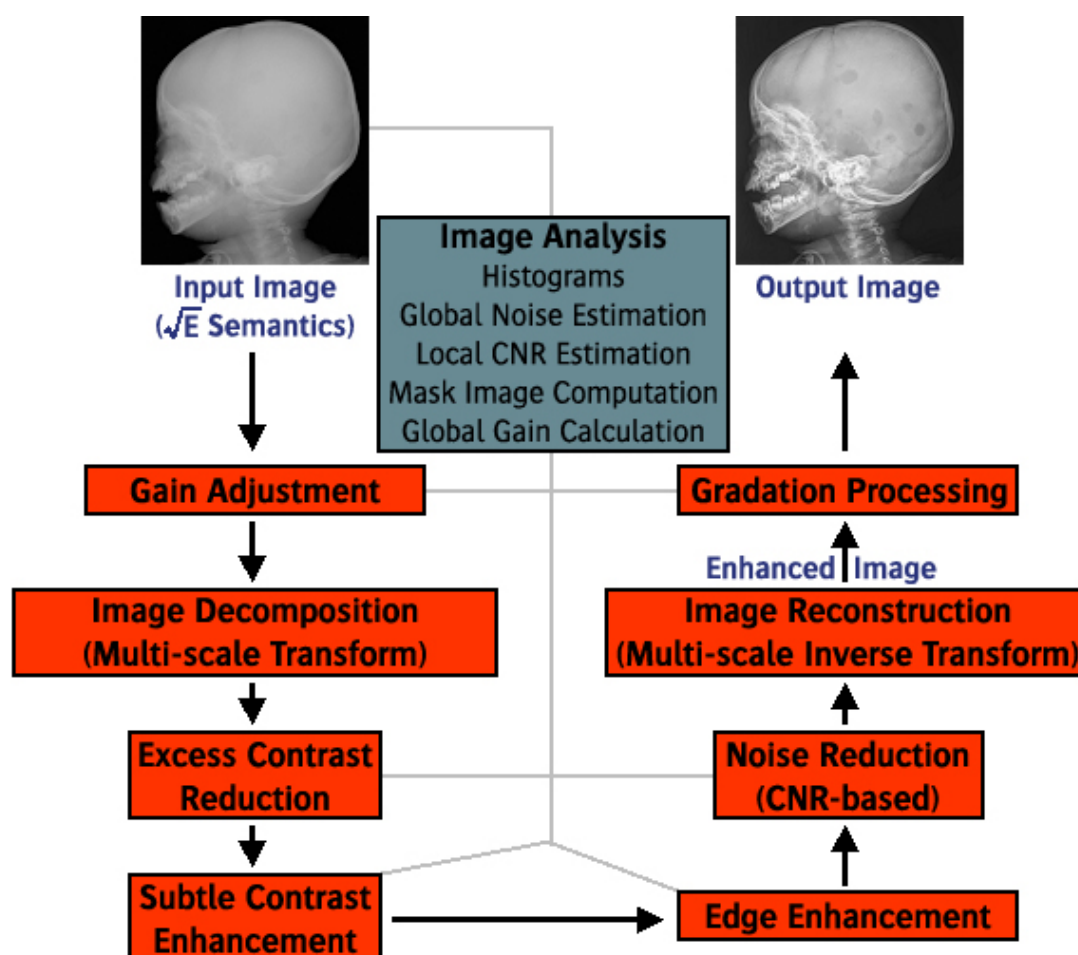 Input Image
(√E Semantics)
Image Analysis
Histograms
Global Noise Estimation
Local CNR Estimation
Mask Image Computation
Global Gain Calculation
Output Image
Gain Adjustment
Image Decomposition
(Multi-scale Transform)
Excess Contrast
Reduction
Subtle Contrast
Enhancement
Edge Enhancement
Noise Reduction
(CNR-based)
Image Reconstruction
(Multi-scale Inverse Transform)
Enhanced Image
Gradation Processing